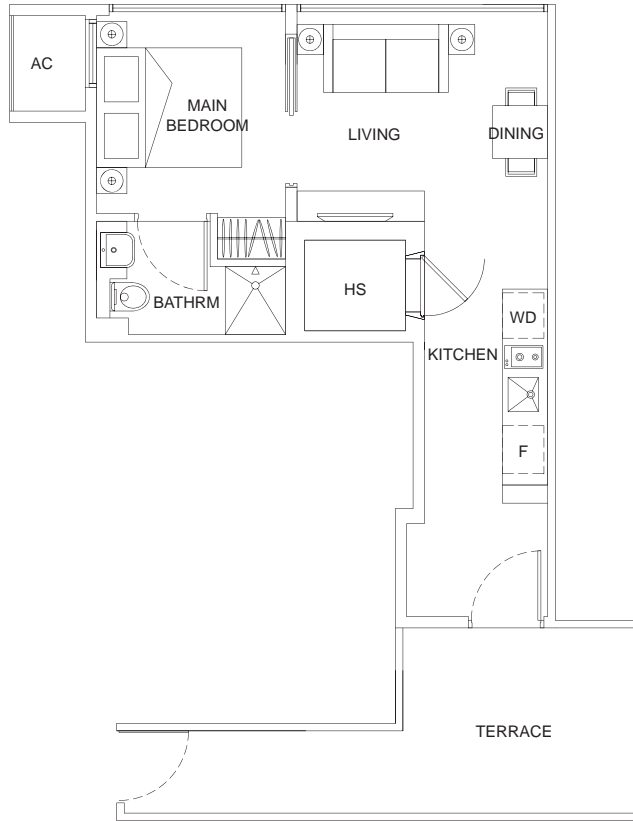 AC
MAIN
BEDROOM
LIVING
DINING
BATHRM
HS
WD
KITCHEN
F
TERRACE